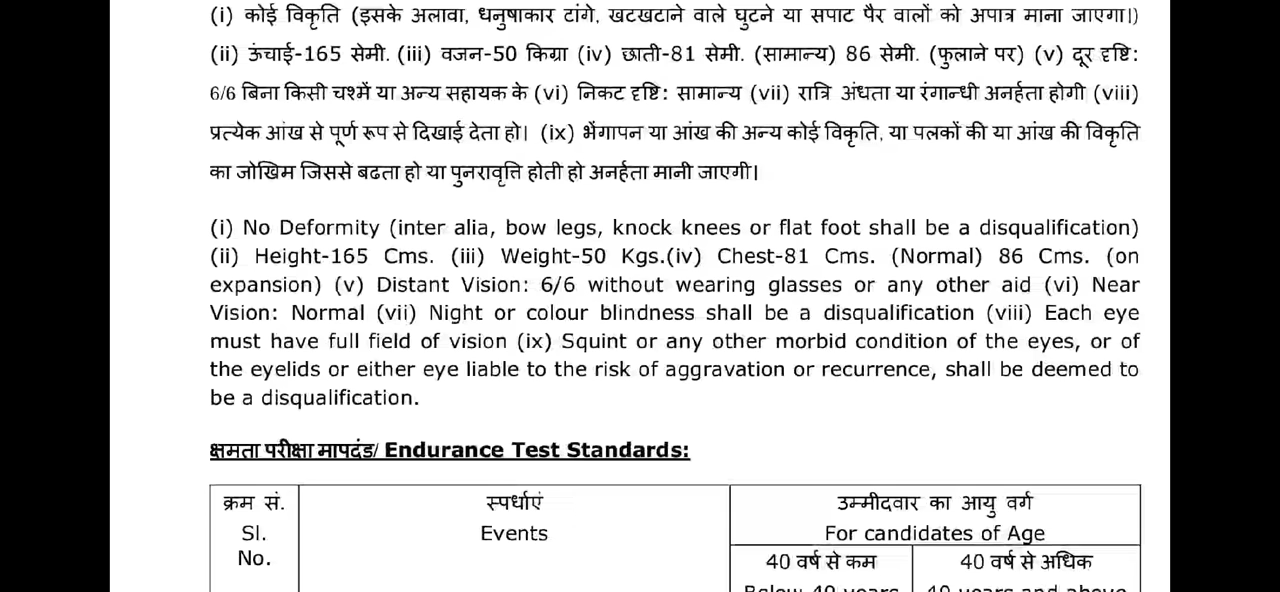 (i) कोई विकृति (इसके अलावा, धनुषाकार टांगे, खटखटाने वाले घुटने या सपाट पैर वालों को अपात्र माना जाएगा।)
(ii) ऊंचाई-165 सेमी. (iii) वजन-50 किग्रा (iv) छाती-81 सेमी. (सामान्य) 86 सेमी. (फुलाने पर) (v) दूर दृष्टि:
6/6 बिना किसी चश्में या अन्य सहायक के (vi) निकट दृष्टि: सामान्य (vii) रात्रि अंधता या रंगान्धी अनर्हता होगी (viii)
प्रत्येक आंख से पूर्ण रूप से दिखाई देता हो। (ix) भेंगापन या आंख की अन्य कोई विकृति, या पलकों की या आंख की विकृति
का जोखिम जिससे बढता हो या पुनरावृत्ति होती हो अनर्हता मानी जाएगी।
(i) No Deformity (inter alia, bow legs, knock knees or flat foot shall be a disqualification)
(ii) Height-165 Cms. (iii) Weight-50 Kgs.(iv) Chest-81 Cms. (Normal) 86 Cms. (on
expansion) (v) Distant Vision: 6/6 without wearing glasses or any other aid (vi) Near
Vision: Normal (vii) Night or colour blindness shall be a disqualification (viii) Each eye
must have full field of vision (ix) Squint or any other morbid condition of the eyes, or of
the eyelids or either eye liable to the risk of aggravation or recurrence, shall be deemed to
be a disqualification.
क्षमता परीक्षा मापदंड/ Endurance Test Standards:
क्रम सं. स्पर्धाएं उम्मीदवार का आयु वर्ग
Sl. Events For candidates of Age
No. 40 वर्ष से कम 40 वर्ष से अधिक
Below 40 years 40 years and above